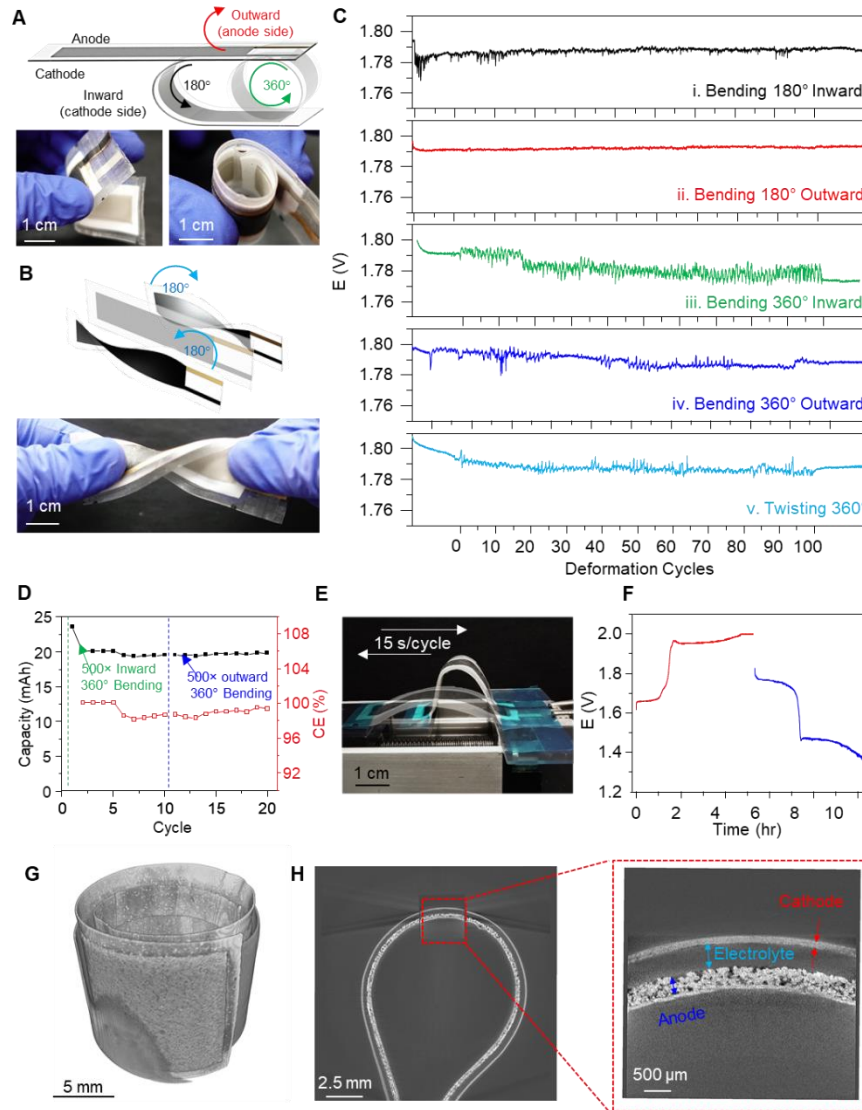 A
Outward
(anode side)
Anode
Cathode
180°
360°
Inward
(cathode side)
1 cm
1 cm
B
180°
180°
1 cm
C
E (V)
1.80
1.78
1.76
i. Bending 180° Inward
1.80
1.78
1.76
ii. Bending 180° Outward
1.80
1.78
1.76
iii. Bending 360° Inward
1.80
1.78
1.76
iv. Bending 360° Outward
1.80
1.78
1.76
v. Twisting 360°
0 10 20 30 40 50 60 70 80 90 100
Deformation Cycles
D
Capacity (mAh)
25
20
15
10
5
0
500× Inward
360° Bending
500× outward
360° Bending
108
104
100
96
92
CE (%)
0 5 10 15 20
Cycle
E
15 s/cycle
1 cm
F
E (V)
2.0
1.8
1.6
1.4
1.2
0 2 4 6 8 10
Time (hr)
G
5 mm
H
2.5 mm
Cathode
Electrolyte
Anode
500 µm